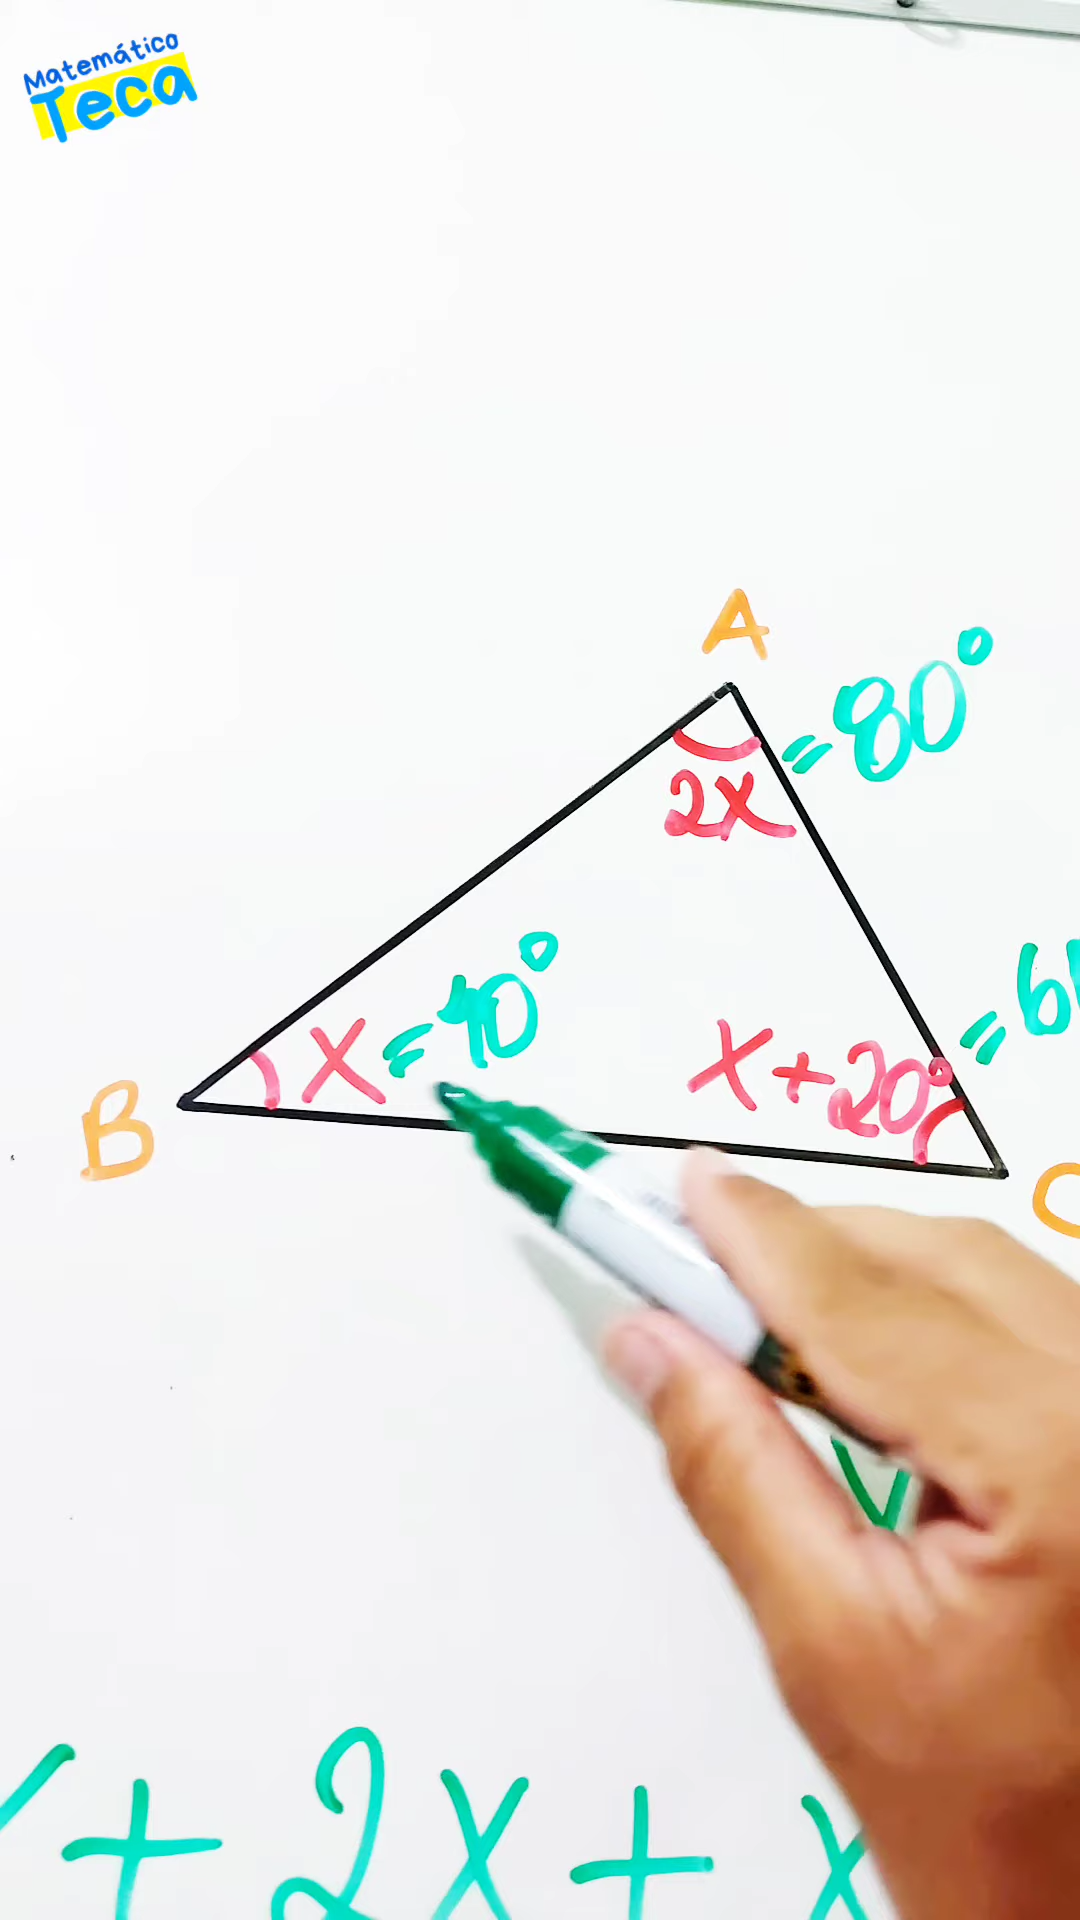 Matemático
Teca
A
= 80°
2x
x = 40°
x + 20°
= 6
B
C
+ 2x + x